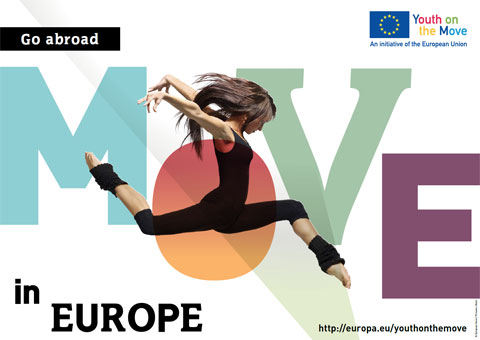 Go abroad
Youth on
the Move
An initiative of the European Union
MOVE
in
EUROPE
http://europa.eu/youthonthemove